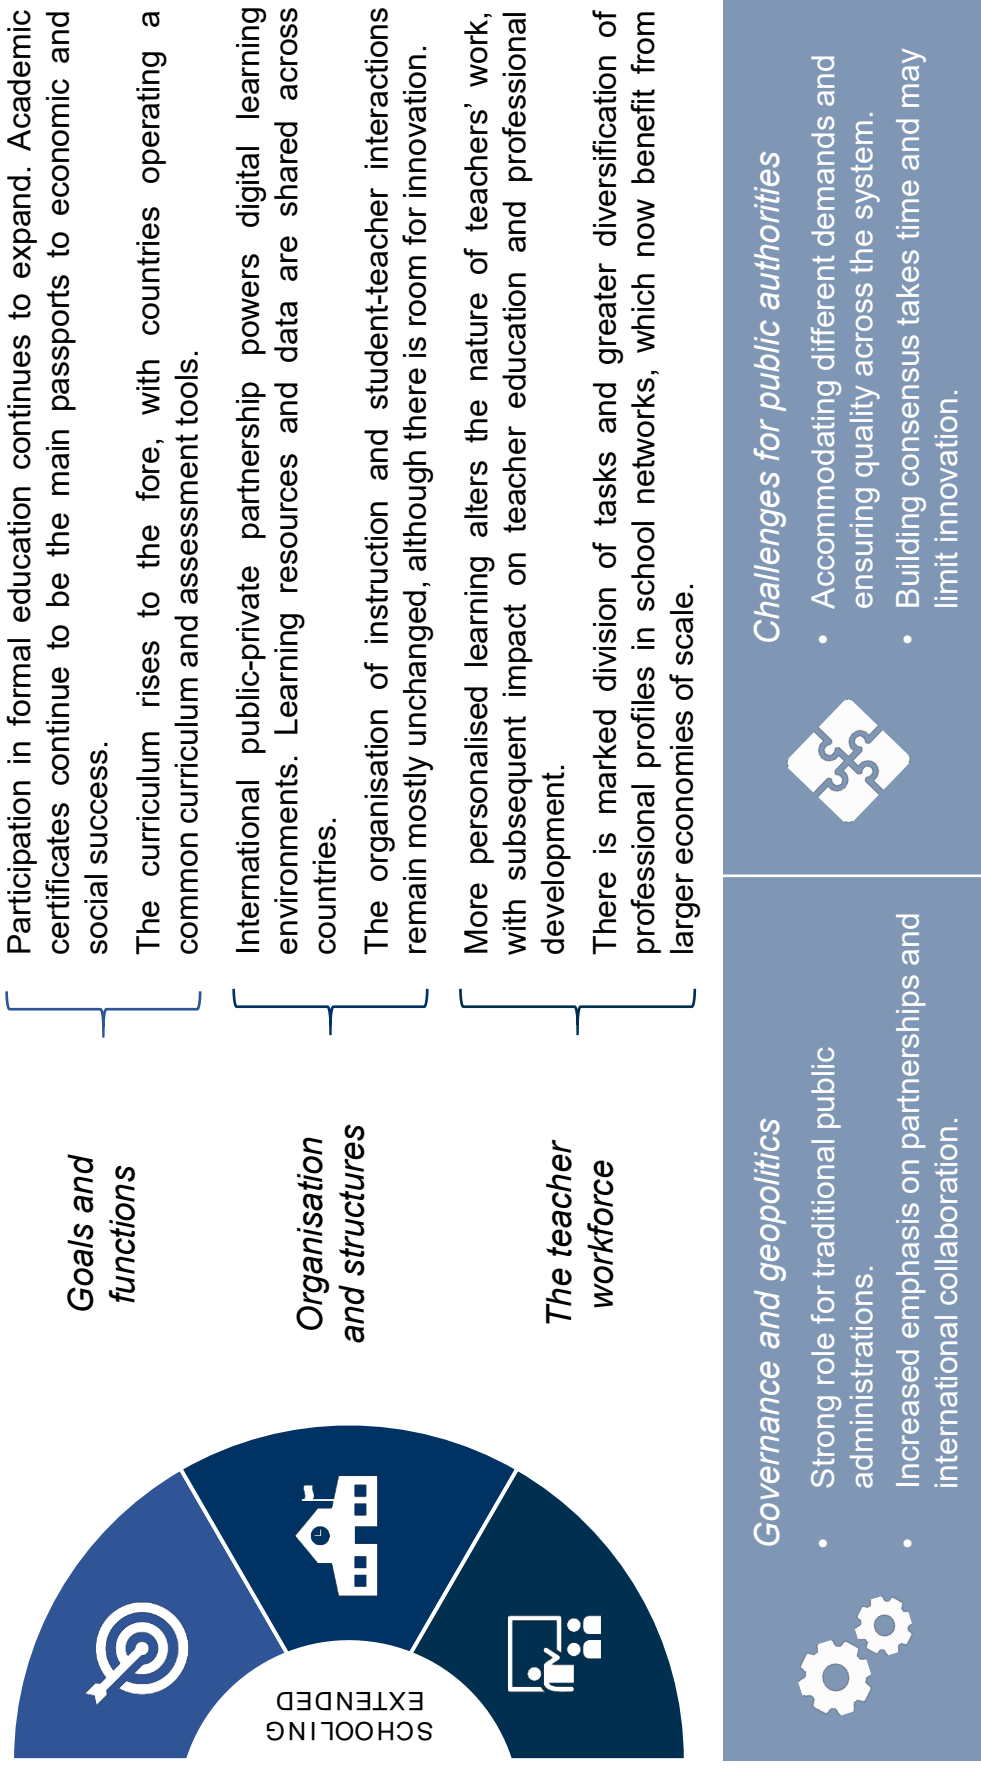 SCHOOLING
EXTENDED
Goals and
functions
Participation in formal education continues to expand. Academic
certificates continue to be the main passports to economic and
social success.
The curriculum rises to the fore, with countries operating a
common curriculum and assessment tools.
Organisation
and structures
International public-private partnership powers digital learning
environments. Learning resources and data are shared across
countries.
The organisation of instruction and student-teacher interactions
remain mostly unchanged, although there is room for innovation.
The teacher
workforce
More personalised learning alters the nature of teachers’ work,
with subsequent impact on teacher education and professional
development.
There is marked division of tasks and greater diversification of
professional profiles in school networks, which now benefit from
larger economies of scale.
Governance and geopolitics
• Strong role for traditional public
administrations.
• Increased emphasis on partnerships and
international collaboration.
Challenges for public authorities
• Accommodating different demands and
ensuring quality across the system.
• Building consensus takes time and may
limit innovation.